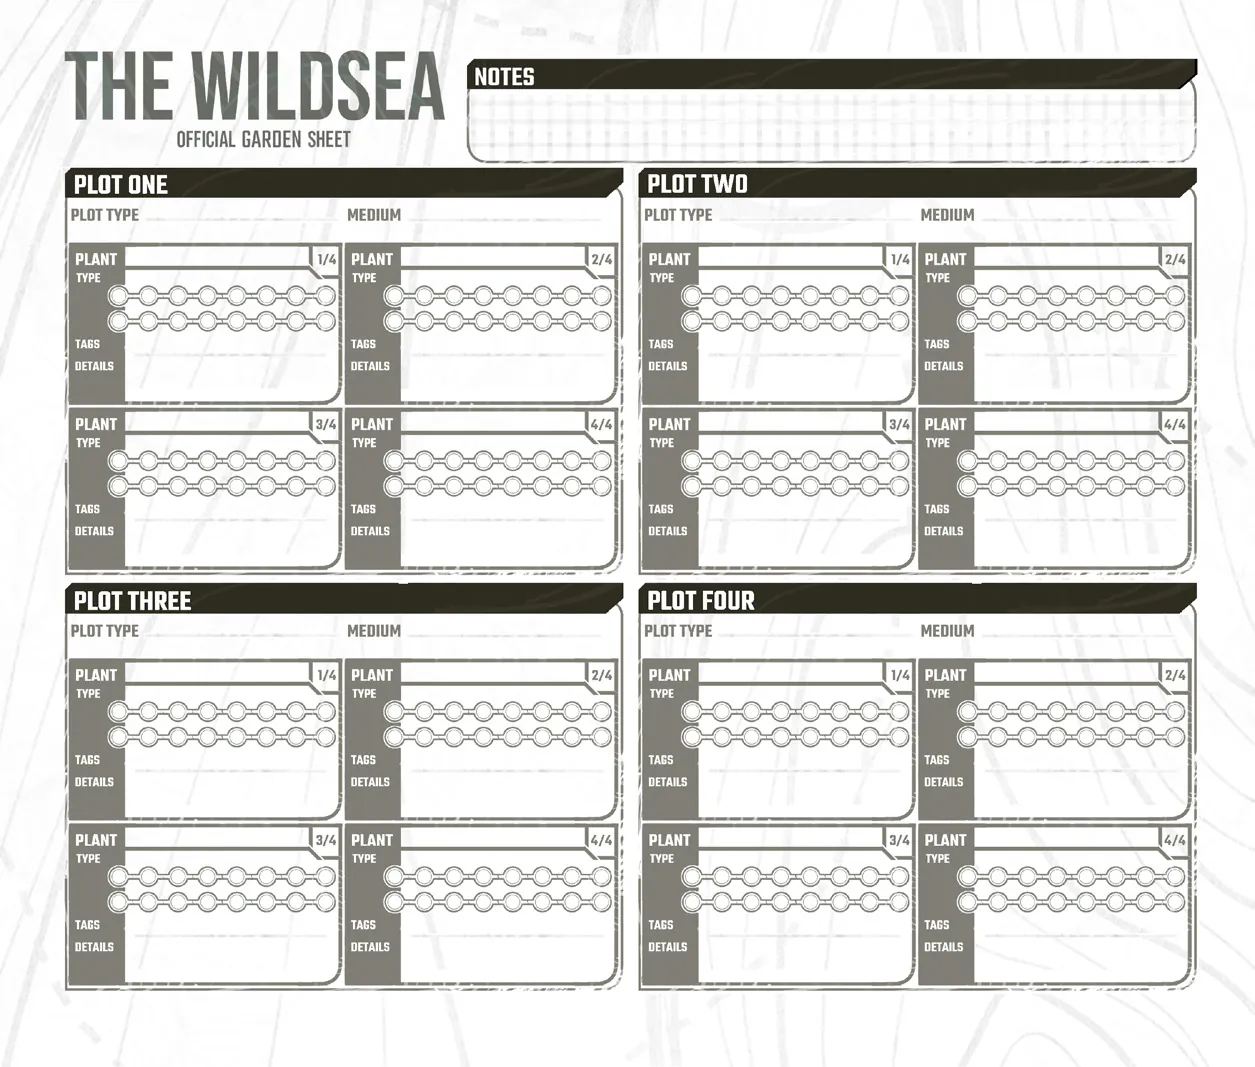 THE WILDSEA
OFFICIAL GARDEN SHEET
NOTES
PLOT ONE
PLOT TYPE MEDIUM
PLANT 1/4
TYPE
TAGS
DETAILS
PLANT 2/4
TYPE
TAGS
DETAILS
PLANT 3/4
TYPE
TAGS
DETAILS
PLANT 4/4
TYPE
TAGS
DETAILS
PLOT TWO
PLOT TYPE MEDIUM
PLANT 1/4
TYPE
TAGS
DETAILS
PLANT 2/4
TYPE
TAGS
DETAILS
PLANT 3/4
TYPE
TAGS
DETAILS
PLANT 4/4
TYPE
TAGS
DETAILS
PLOT THREE
PLOT TYPE MEDIUM
PLANT 1/4
TYPE
TAGS
DETAILS
PLANT 2/4
TYPE
TAGS
DETAILS
PLANT 3/4
TYPE
TAGS
DETAILS
PLANT 4/4
TYPE
TAGS
DETAILS
PLOT FOUR
PLOT TYPE MEDIUM
PLANT 1/4
TYPE
TAGS
DETAILS
PLANT 2/4
TYPE
TAGS
DETAILS
PLANT 3/4
TYPE
TAGS
DETAILS
PLANT 4/4
TYPE
TAGS
DETAILS